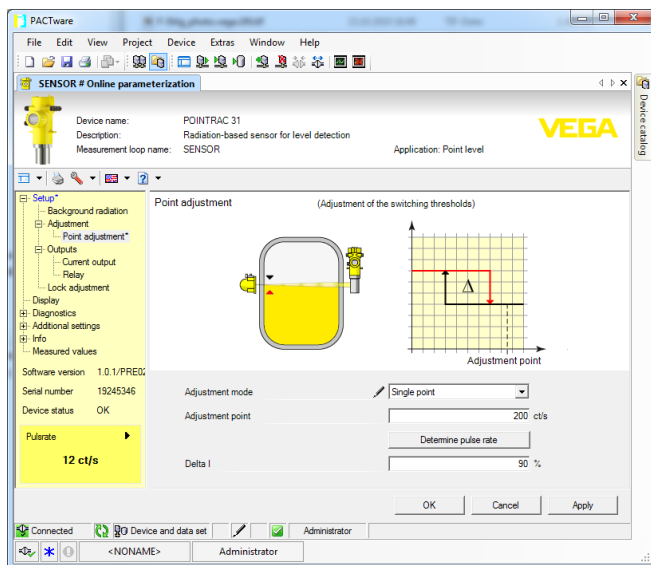 PACTware
File Edit View Project Device Extras Window Help
SENSOR # Online parameterization
Device name: POINTRAC 31
Description: Radiation-based sensor for level detection
Measurement loop name: SENSOR Application: Point level
VEGA
Device catalog
Setup*
Background radiation
Adjustment
Point adjustment*
Outputs
Current output
Relay
Lock adjustment
Display
Diagnostics
Additional settings
Info
Measured values
Software version 1.0.1/PRE02
Serial number 19245346
Device status OK
Pulsrate
12 ct/s
Point adjustment (Adjustment of the switching thresholds)
Δ
Adjustment point
Adjustment mode Single point
Adjustment point 200 ct/s
Determine pulse rate
Delta I 90 %
OK Cancel Apply
Connected Device and data set Administrator
<NONAME> Administrator